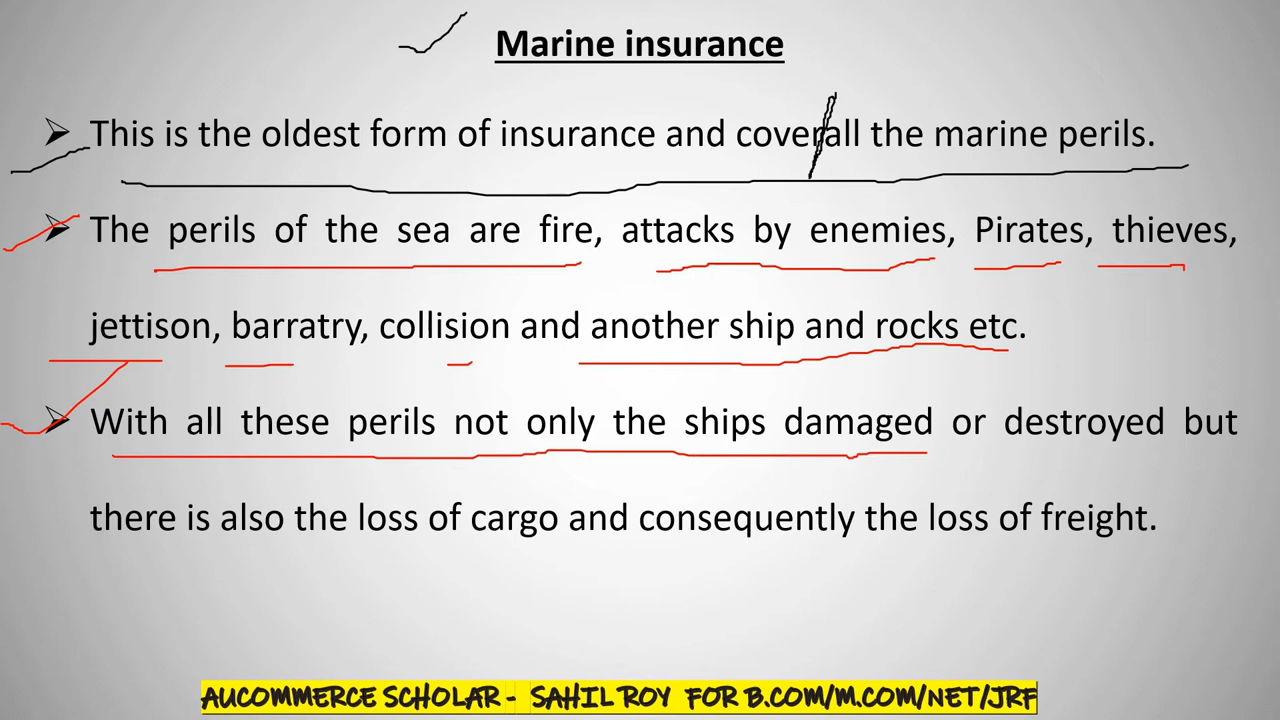 Marine insurance
➢ This is the oldest form of insurance and coverall the marine perils.
➢ The perils of the sea are fire, attacks by enemies, Pirates, thieves,
jettison, barratry, collision and another ship and rocks etc.
➢ With all these perils not only the ships damaged or destroyed but
there is also the loss of cargo and consequently the loss of freight.
AUCOMMERCE SCHOLAR - SAHIL ROY FOR B.COM/M.COM/NET/JRF